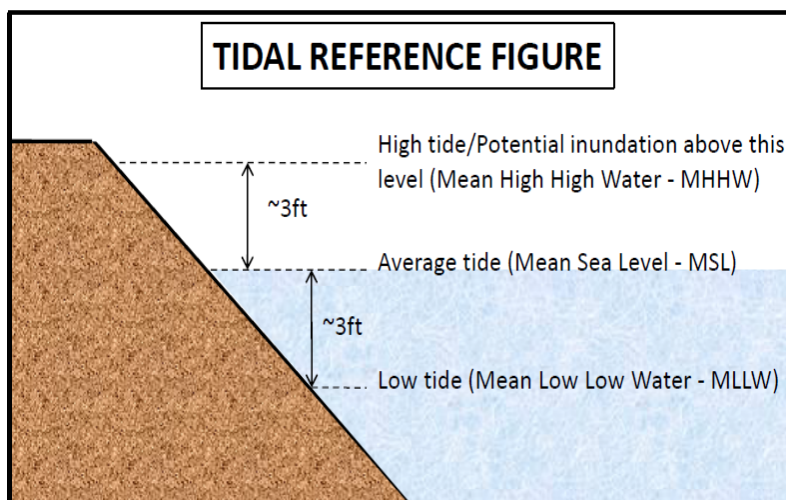 TIDAL REFERENCE FIGURE
High tide/Potential inundation above this
level (Mean High High Water - MHHW)
~3ft
Average tide (Mean Sea Level - MSL)
~3ft
Low tide (Mean Low Low Water - MLLW)